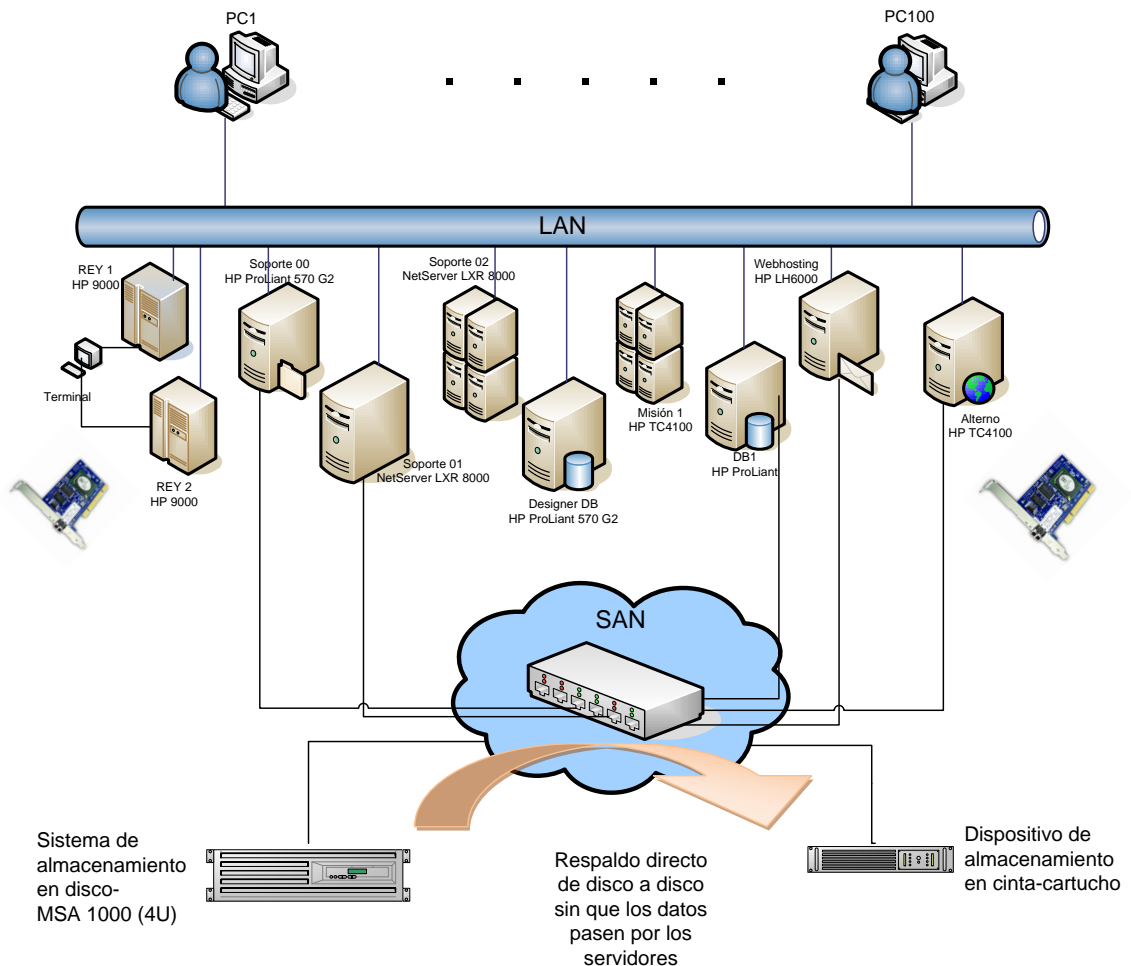 PC1
PC100
LAN
REY 1
HP 9000
Soporte 00
HP ProLiant 570 G2
Soporte 02
NetServer LXR 8000
Webhosting
HP LH6000
Terminal
REY 2
HP 9000
Soporte 01
NetServer LXR 8000
Designer DB
HP ProLiant 570 G2
Misión 1
HP TC4100
DB1
HP ProLiant
Alterno
HP TC4100
SAN
Sistema de
almacenamiento
en disco-
MSA 1000 (4U)
Respaldo directo
de disco a disco
sin que los datos
pasen por los
servidores
Dispositivo de
almacenamiento
en cinta-cartucho